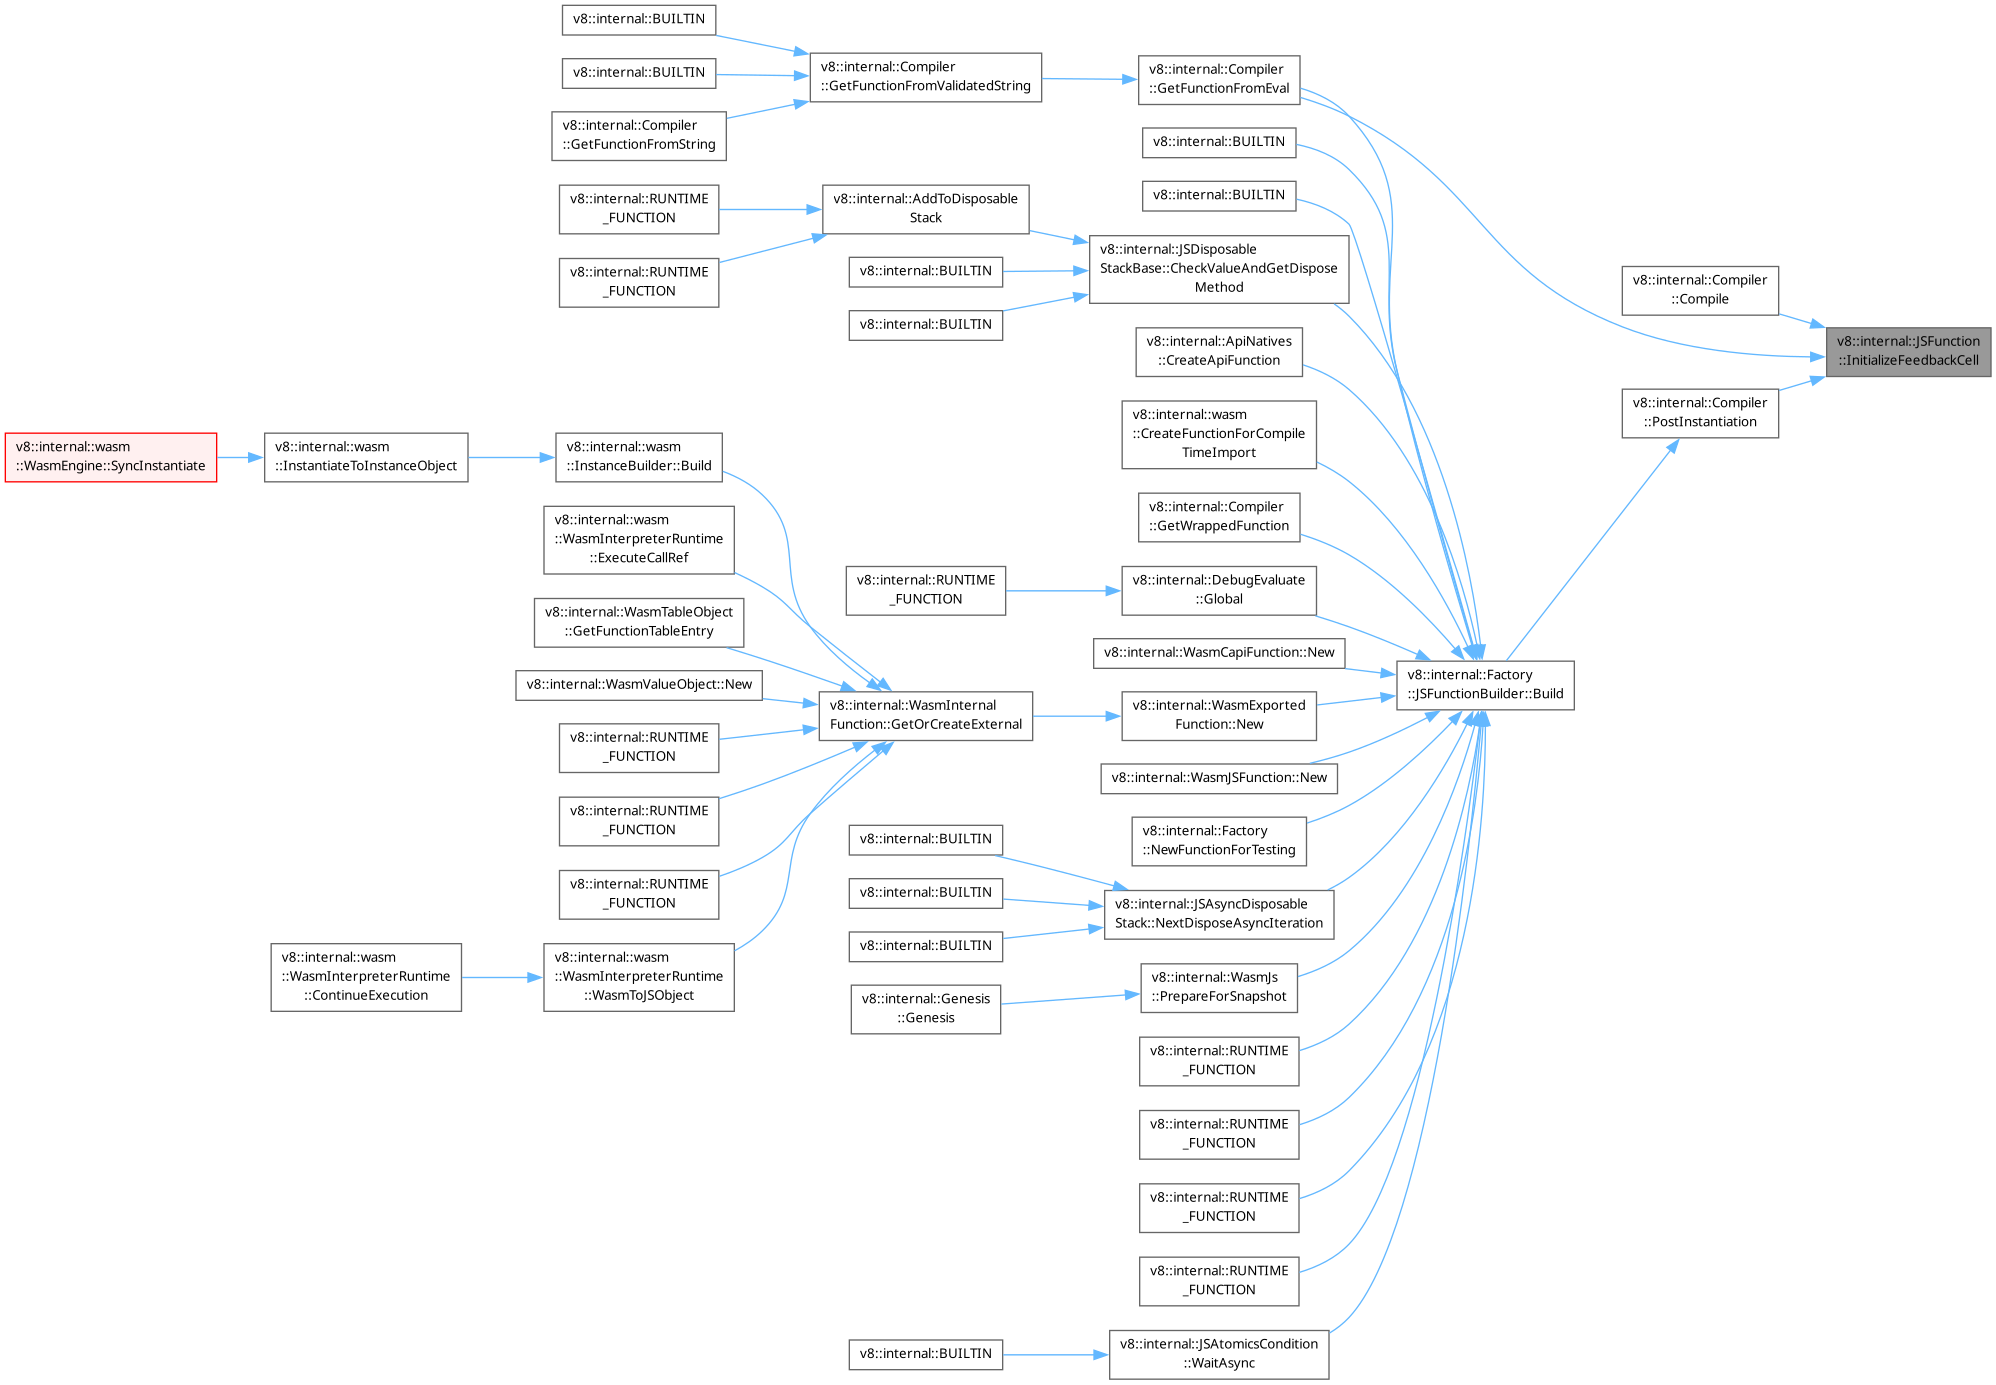 v8::internal::BUILTIN
v8::internal::BUILTIN
v8::internal::Compiler
::GetFunctionFromString
v8::internal::Compiler
::GetFunctionFromValidatedString
v8::internal::Compiler
::GetFunctionFromEval
v8::internal::BUILTIN
v8::internal::BUILTIN
v8::internal::RUNTIME
_FUNCTION
v8::internal::RUNTIME
_FUNCTION
v8::internal::AddToDisposable
Stack
v8::internal::BUILTIN
v8::internal::BUILTIN
v8::internal::JSDisposable
StackBase::CheckValueAndGetDispose
Method
v8::internal::ApiNatives
::CreateApiFunction
v8::internal::wasm
::CreateFunctionForCompile
TimeImport
v8::internal::Compiler
::GetWrappedFunction
v8::internal::Compiler
::Compile
v8::internal::JSFunction
::InitializeFeedbackCell
v8::internal::Compiler
::PostInstantiation
v8::internal::wasm
::WasmEngine::SyncInstantiate
v8::internal::wasm
::InstantiateToInstanceObject
v8::internal::wasm
::InstanceBuilder::Build
v8::internal::wasm
::WasmInterpreterRuntime
::ExecuteCallRef
v8::internal::WasmTableObject
::GetFunctionTableEntry
v8::internal::WasmValueObject::New
v8::internal::RUNTIME
_FUNCTION
v8::internal::RUNTIME
_FUNCTION
v8::internal::RUNTIME
_FUNCTION
v8::internal::wasm
::WasmInterpreterRuntime
::ContinueExecution
v8::internal::wasm
::WasmInterpreterRuntime
::WasmToJSObject
v8::internal::RUNTIME
_FUNCTION
v8::internal::DebugEvaluate
::Global
v8::internal::WasmCapiFunction::New
v8::internal::WasmInternal
Function::GetOrCreateExternal
v8::internal::WasmExported
Function::New
v8::internal::Factory
::JSFunctionBuilder::Build
v8::internal::WasmJSFunction::New
v8::internal::Factory
::NewFunctionForTesting
v8::internal::BUILTIN
v8::internal::BUILTIN
v8::internal::BUILTIN
v8::internal::JSAsyncDisposable
Stack::NextDisposeAsyncIteration
v8::internal::Genesis
::Genesis
v8::internal::WasmJs
::PrepareForSnapshot
v8::internal::RUNTIME
_FUNCTION
v8::internal::RUNTIME
_FUNCTION
v8::internal::RUNTIME
_FUNCTION
v8::internal::RUNTIME
_FUNCTION
v8::internal::BUILTIN
v8::internal::JSAtomicsCondition
::WaitAsync